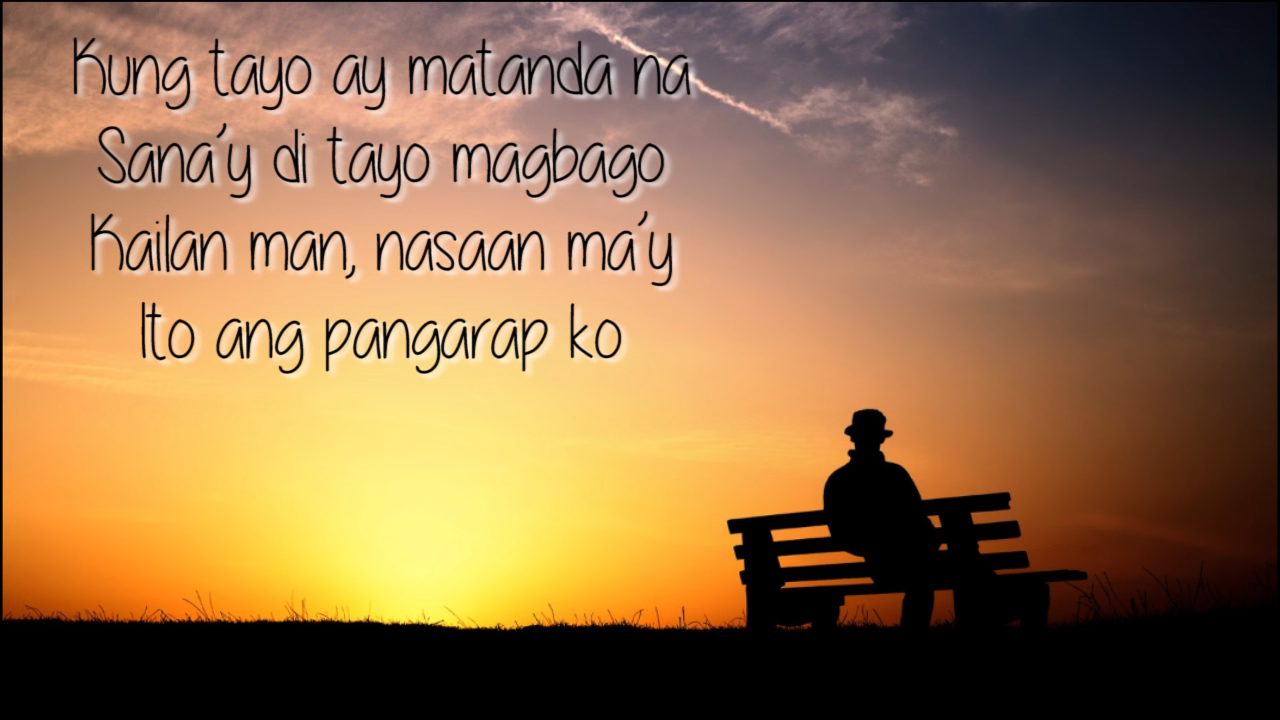 Kung tayo ay matanda na
Sana'y di tayo magbago
Kailan man, nasaan ma'y
Ito ang pangarap ko